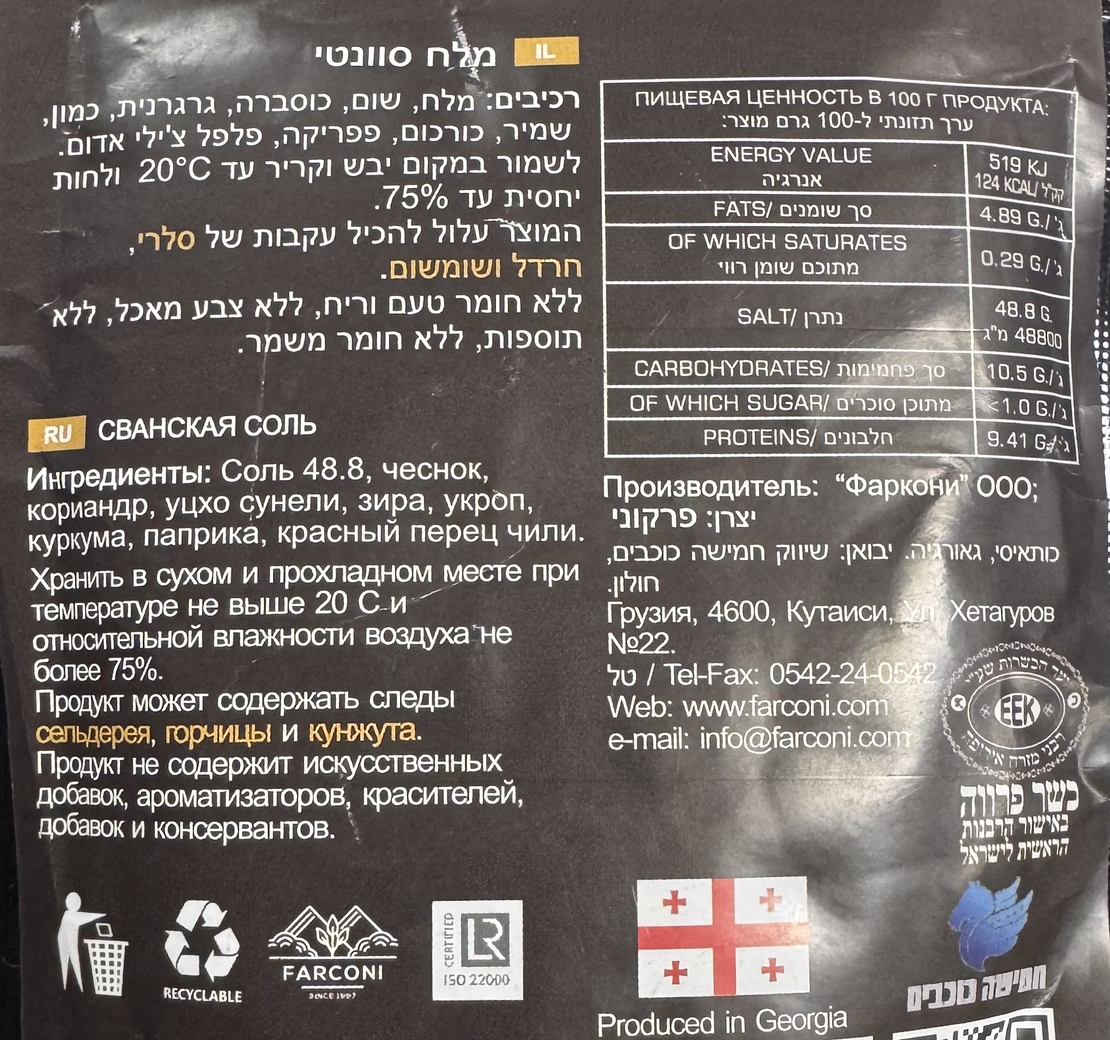 IL מלח סוונטי
רכיבים: מלח, שום, כוסברה, גרגרנית, כמון,
שמיר, כורכום, פפריקה, פלפל צ'ילי אדום.
לשמור במקום יבש וקריר עד 20°C ולחות
יחסית עד 75%.
המוצר עלול להכיל עקבות של סלרי,
חרדל ושומשום.
ללא חומר טעם וריח, ללא צבע מאכל, ללא
תוספות, ללא חומר משמר.
RU СВАНСКАЯ СОЛЬ
Ингредиенты: Соль 48.8, чеснок,
кориандр, уцхо сунели, зира, укроп,
куркума, паприка, красный перец чили.
Хранить в сухом и прохладном месте при
температуре не выше 20 С и
относительной влажности воздуха не
более 75%.
Продукт может содержать следы
сельдерея, горчицы и кунжута.
Продукт не содержит искусственных
добавок, ароматизаторов, красителей,
добавок и консервантов.
ПИЩЕВАЯ ЦЕННОСТЬ В 100 Г ПРОДУКТА:
ערך תזונתי ל-100 גרם מוצר:
ENERGY VALUE 519 KJ
אנרגיה 124 KCAL/ קק"ל
FATS/ סך שומנים 4.89 G./ ג'
OF WHICH SATURATES
מתוכם שומן רווי 0.29 G./ ג'
SALT/ נתרן 48.8 G.
48800 מ"ג
CARBOHYDRATES/ סך פחמימות 10.5 G./ ג'
OF WHICH SUGAR/ מתוכן סוכרים <1.0 G./ ג'
PROTEINS/ חלבונים 9.41 G./ ג'
Производитель: "Фаркони" ООО;
יצרן: פרקוני
כותאיסי, גאורגיה. יבואן: שיווק חמישה כוכבים,
חולון.
Грузия, 4600, Кутаиси, Ул. Хетагуров
№22.
טל / Tel-Fax: 0542-24-0542
Web: www.farconi.com
e-mail: info@farconi.com
ועד הכשרות שע"י
EEK
רבני מזרח אירופה
כשר פרווה
באישור הרבנות
הראשית לישראל
RECYCLABLE
FARCONI
SINCE 1997
CERTIFIED
LR
ISO 22000
Produced in Georgia
חמישה כוכבים